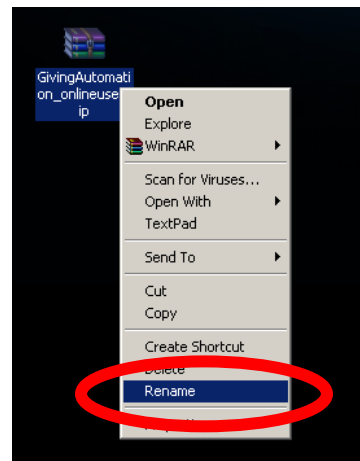 GivingAutomati
on_onlineuse
ip
Open
Explore
WinRAR
Scan for Viruses...
Open With
TextPad
Send To
Cut
Copy
Create Shortcut
Delete
Rename